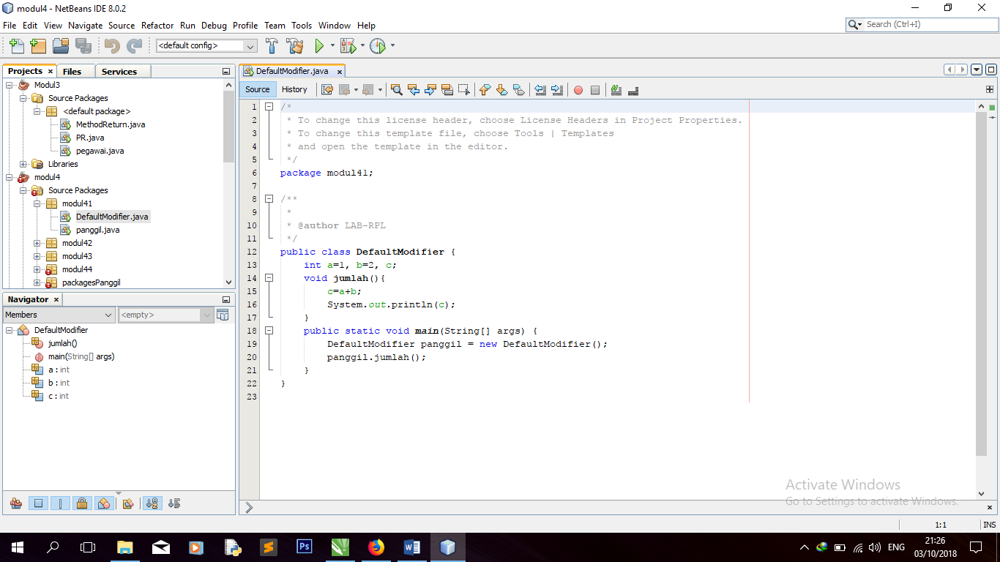 modul4 - NetBeans IDE 8.0.2
File Edit View Navigate Source Refactor Run Debug Profile Team Tools Window Help
Search (Ctrl+I)
<default config>
Projects
Files
Services
Modul3
Source Packages
<default package>
MethodReturn.java
PR.java
pegawai.java
Libraries
modul4
Source Packages
modul41
DefaultModifier.java
panggil.java
modul42
modul43
modul44
packagesPanggil
Navigator
Members
<empty>
DefaultModifier
jumlah()
main(String[] args)
a : int
b : int
c : int
DefaultModifier.java
Source History
1 /*
2 * To change this license header, choose License Headers in Project Properties.
3 * To change this template file, choose Tools | Templates
4 * and open the template in the editor.
5 */
6 package modul41;
7
8 /**
9 *
10 * @author LAB-RPL
11 */
12 public class DefaultModifier {
13 int a=1, b=2, c;
14 void jumlah(){
15 c=a+b;
16 System.out.println(c);
17 }
18 public static void main(String[] args) {
19 DefaultModifier panggil = new DefaultModifier();
20 panggil.jumlah();
21 }
22 }
23
Activate Windows
Go to Settings to activate Windows.
1:1 INS
Ps
ENG
21:26
03/10/2018